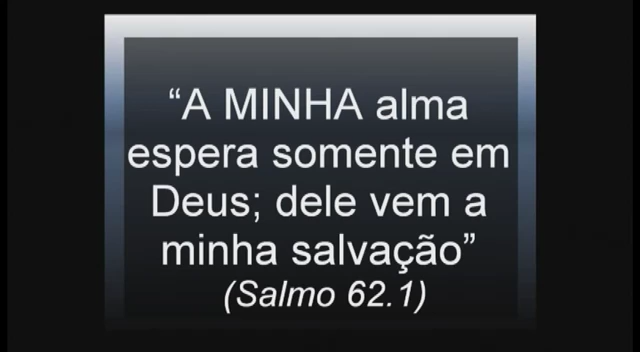 “A MINHA alma
espera somente em
Deus; dele vem a
minha salvação”
(Salmo 62.1)